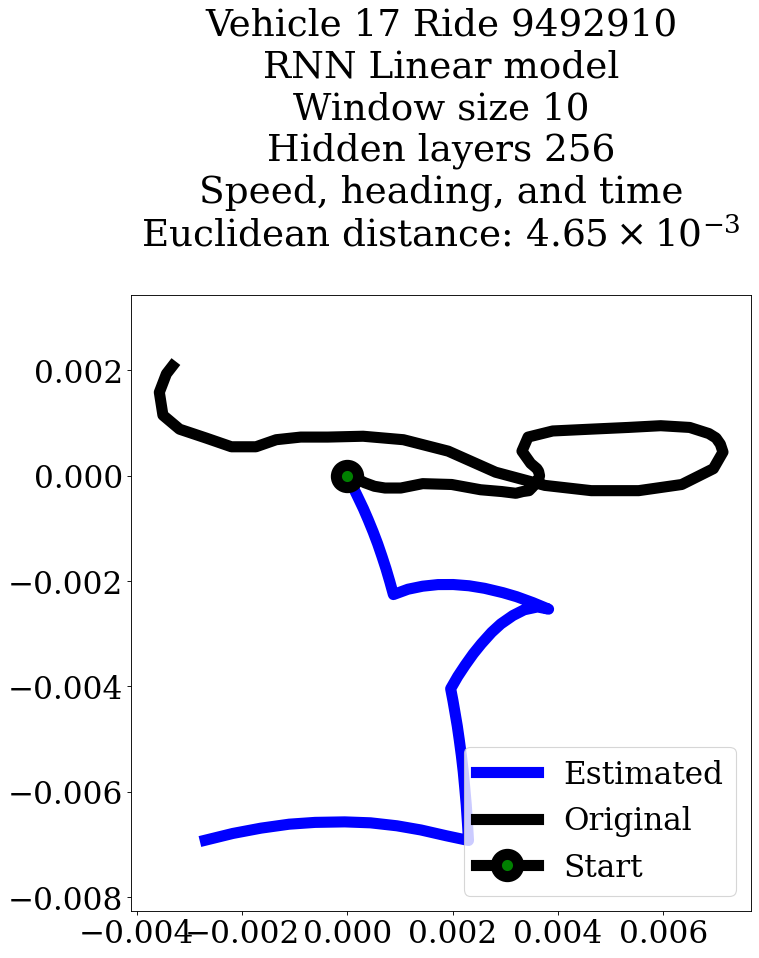 Vehicle 17 Ride 9492910
RNN Linear model
Window size 10
Hidden layers 256
Speed, heading, and time
Euclidean distance: 4.65 × 10⁻³
0.002
0.000
−0.002
−0.004
−0.006
−0.008
Estimated
Original
Start
−0.004 −0.002 0.000 0.002 0.004 0.006